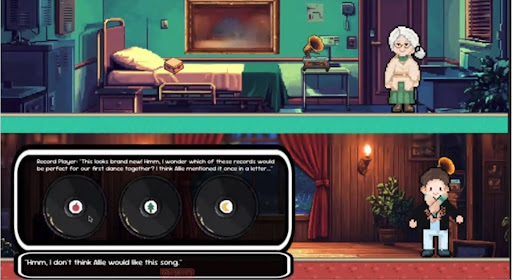 Record Player: "This looks brand new! Hmm, I wonder which of these records would
be perfect for our first dance together? I think Allie mentioned it once in a letter..."
"Hmm, I don't think Allie would like this song."